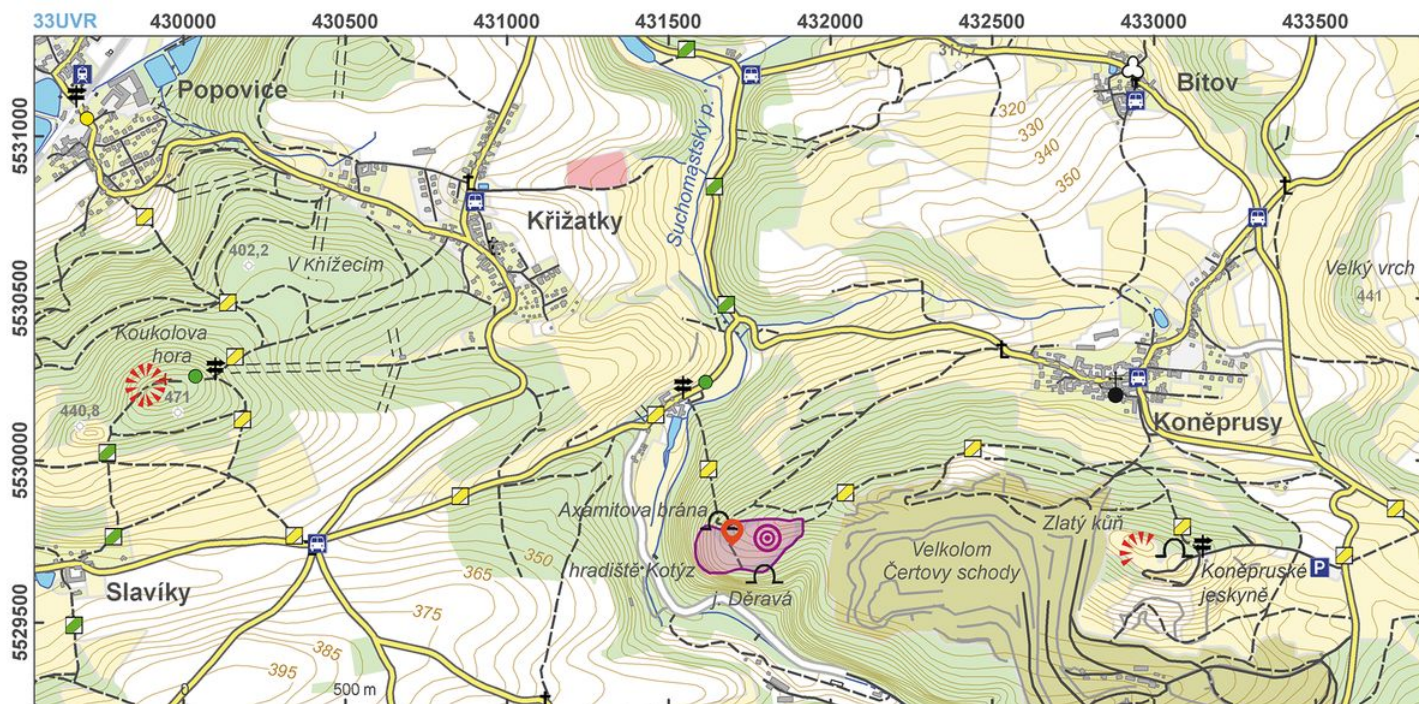 33UVR 430000 430500 431000 431500 432000 432500 433000 433500
5531000
5530500
5530000
5529500
Popovice
Bítov
317,7
320
330
340
350
Suchomastský p.
Křižatky
402,2
V Knížecím
Velký vrch
441
Koukolova
hora
471
440,8
Koněprusy
Axamitova brána
Zlatý kůň
350
365
hradiště Kotýz
Velkolom
Čertovy schody
P
Koněpruské
jeskyně
Slavíky
j. Děravá
375
385
395
0 500 m